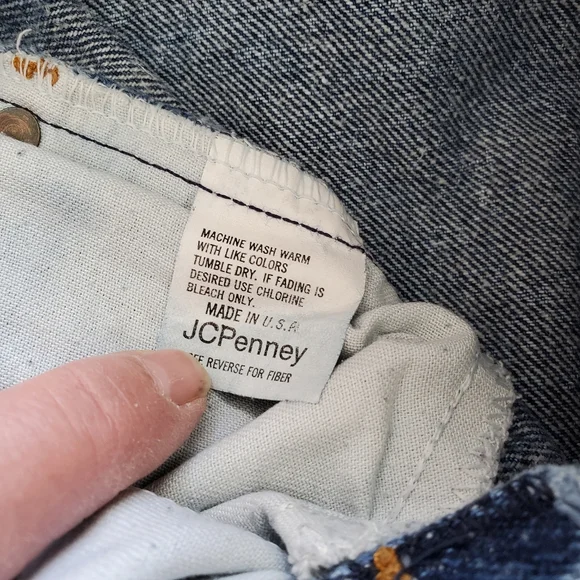 MACHINE WASH WARM
WITH LIKE COLORS
TUMBLE DRY. IF FADING IS
DESIRED USE CHLORINE
BLEACH ONLY.
MADE IN U.S.A.
JCPenney
SEE REVERSE FOR FIBER